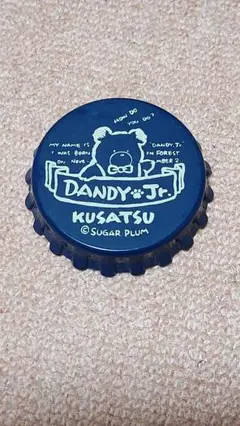 HOW DO
YOU DO?
MY NAME IS "DANDY.Jr"
I WAS BORN IN FOREST
ON NOVE- MBER 2
DANDY Jr.
KUSATSU
© SUGAR PLUM